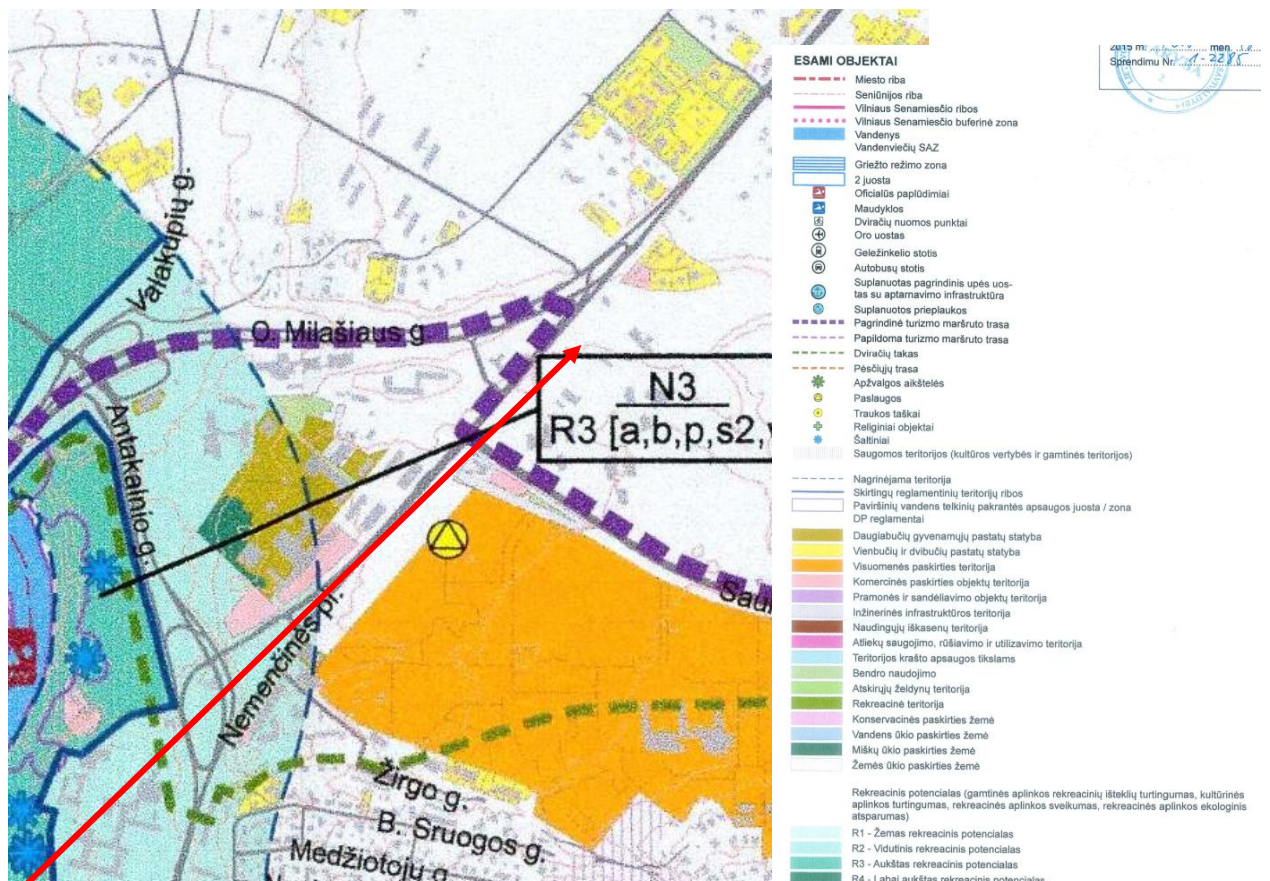 Valakupių g.
O. Milašiaus g
N3
R3 [a,b,p,s2,
Antakalnio g.
Nemenčinės pl.
Žirgo g.
B. Sruogos g.
Medžiotojų g
men.
Sprendimu Nr. 1-2285
ESAMI OBJEKTAI
Miesto riba
Seniūnijos riba
Vilniaus Senamiesčio ribos
Vilniaus Senamiesčio buferinė zona
Vandenys
Vandenviečių SAZ
Griežto režimo zona
2 juosta
Oficialūs paplūdimiai
Maudyklos
Dviračių nuomos punktai
Oro uostas
Geležinkelio stotis
Autobusų stotis
Suplanuotas pagrindinis upės uos-
tas su aptarnavimo infrastruktūra
Suplanuotos prieplaukos
Pagrindinė turizmo maršruto trasa
Papildoma turizmo maršruto trasa
Dviračių takas
Pėsčiųjų trasa
Apžvalgos aikštelės
Paslaugos
Traukos taškai
Religiniai objektai
Šaltiniai
Saugomos teritorijos (kultūros vertybės ir gamtinės teritorijos)
Nagrinėjama teritorija
Skirtingų reglamentinių teritorijų ribos
Paviršinių vandens telkinių pakrantės apsaugos juosta / zona
DP reglamentai
Daugiabučių gyvenamųjų pastatų statyba
Vienbučių ir dvibučių pastatų statyba
Visuomenės paskirties teritorija
Komercinės paskirties objektų teritorija
Pramonės ir sandėliavimo objektų teritorija
Inžinerinės infrastruktūros teritorija
Naudingųjų iškasenų teritorija
Atliekų saugojimo, rūšiavimo ir utilizavimo teritorija
Teritorijos krašto apsaugos tikslams
Bendro naudojimo
Atskirųjų želdynų teritorija
Rekreacinė teritorija
Konservacinės paskirties žemė
Vandens ūkio paskirties žemė
Miškų ūkio paskirties žemė
Žemės ūkio paskirties žemė
Rekreacinis potencialas (gamtinės aplinkos rekreacinių išteklių turtingumas, kultūrinės
aplinkos turtingumas, rekreacinės aplinkos sveikumas, rekreacinės aplinkos ekologinis
atsparumas)
R1 - Žemas rekreacinis potencialas
R2 - Vidutinis rekreacinis potencialas
R3 - Aukštas rekreacinis potencialas
R4 - Labai aukštas rekreacinis potencialas